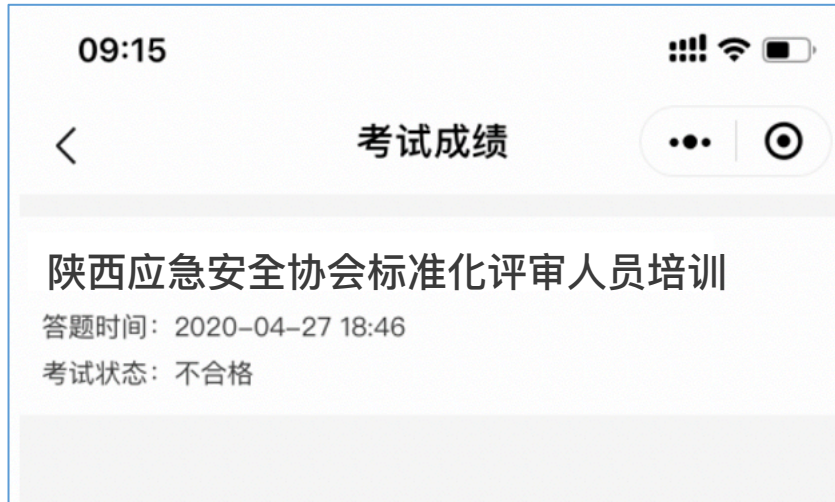 09:15
考试成绩
陕西应急安全协会标准化评审人员培训
答题时间：2020-04-27 18:46
考试状态：不合格